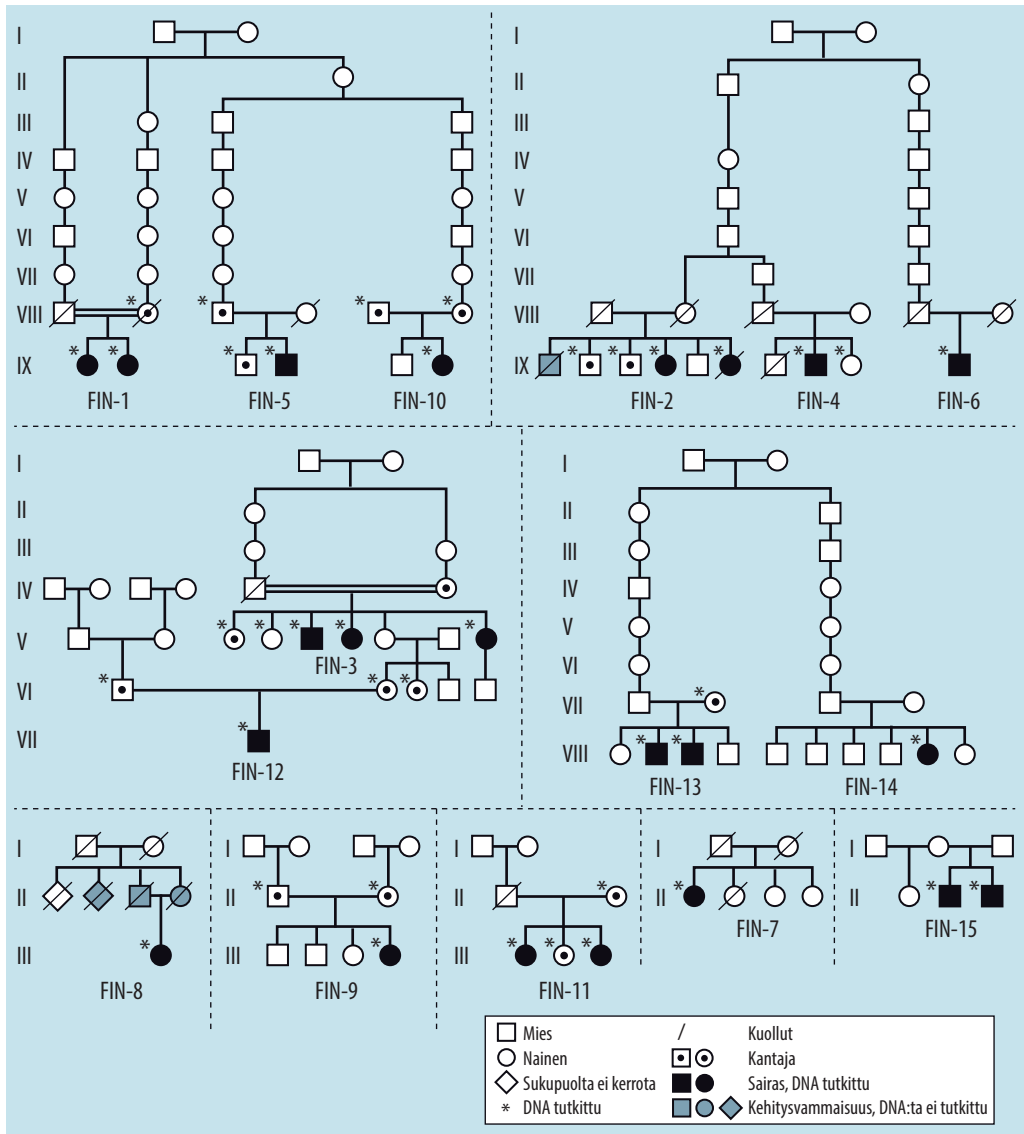 I
II
III
IV
V
VI
VII
VIII
* * * *
* * * * *
IX
FIN-1 FIN-5 FIN-10
I
II
III
IV
V
VI
VII
VIII
IX
* * * * * * *
FIN-2 FIN-4 FIN-6
I
II
III
IV
V
* * * * *
FIN-3
VI
* * *
VII
*
FIN-12
I
II
III
IV
V
VI
VII
*
VIII
* * *
FIN-13 FIN-14
I
II
III
*
FIN-8
I
II
* *
III
*
FIN-9
I
II
*
III
* * *
FIN-11
I
II
*
FIN-7
I
II
* *
FIN-15
Mies / Kuollut
Nainen Kantaja
Sukupuolta ei kerrota Sairas, DNA tutkittu
* DNA tutkittu Kehitysvammaisuus, DNA:ta ei tutkittu